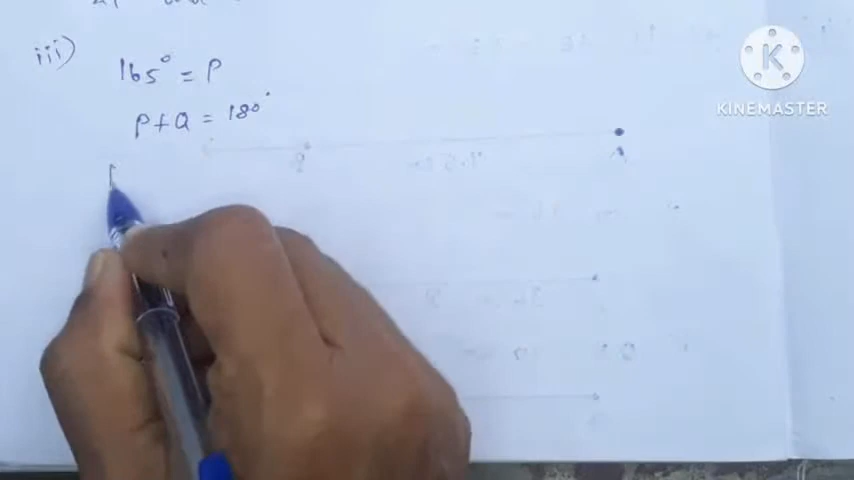 iii)
165° = P
P+Q = 180°
K
KINEMASTER